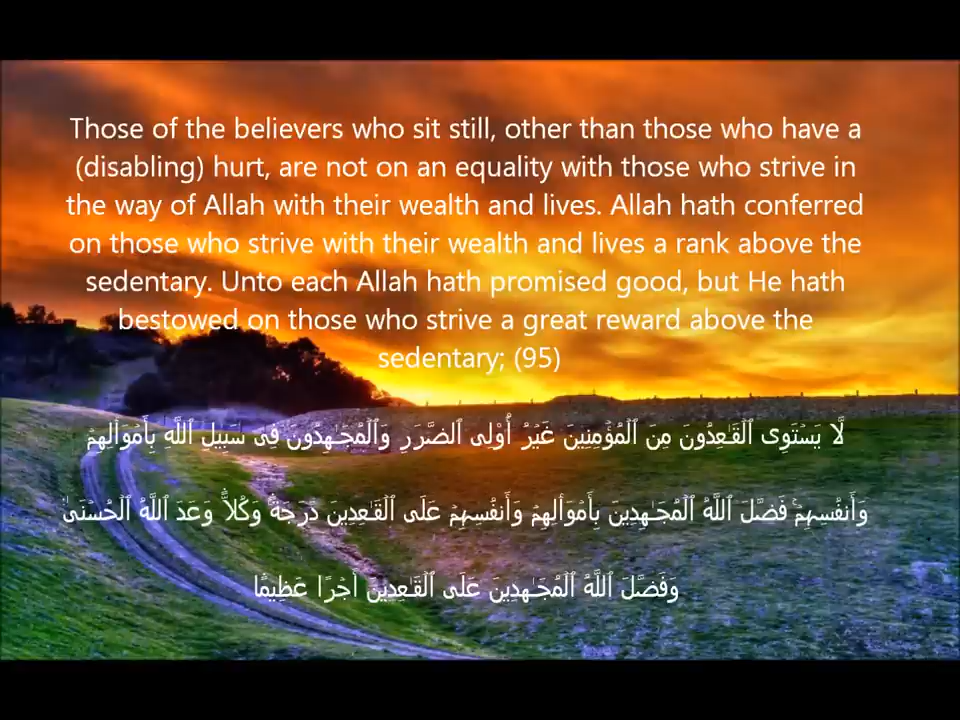 Those of the believers who sit still, other than those who have a
(disabling) hurt, are not on an equality with those who strive in
the way of Allah with their wealth and lives. Allah hath conferred
on those who strive with their wealth and lives a rank above the
sedentary. Unto each Allah hath promised good, but He hath
bestowed on those who strive a great reward above the
sedentary; (95)
لَّا يَسْتَوِى ٱلْقَـٰعِدُونَ مِنَ ٱلْمُؤْمِنِينَ غَيْرُ أُو۟لِى ٱلضَّرَرِ وَٱلْمُجَـٰهِدُونَ فِى سَبِيلِ ٱللَّهِ بِأَمْوَٰلِهِمْ
وَأَنفُسِهِمْ ۚ فَضَّلَ ٱللَّهُ ٱلْمُجَـٰهِدِينَ بِأَمْوَٰلِهِمْ وَأَنفُسِهِمْ عَلَى ٱلْقَـٰعِدِينَ دَرَجَةً ۚ وَكُلًّا وَعَدَ ٱللَّهُ ٱلْحُسْنَىٰ ۚ
وَفَضَّلَ ٱللَّهُ ٱلْمُجَـٰهِدِينَ عَلَى ٱلْقَـٰعِدِينَ أَجْرًا عَظِيمًا